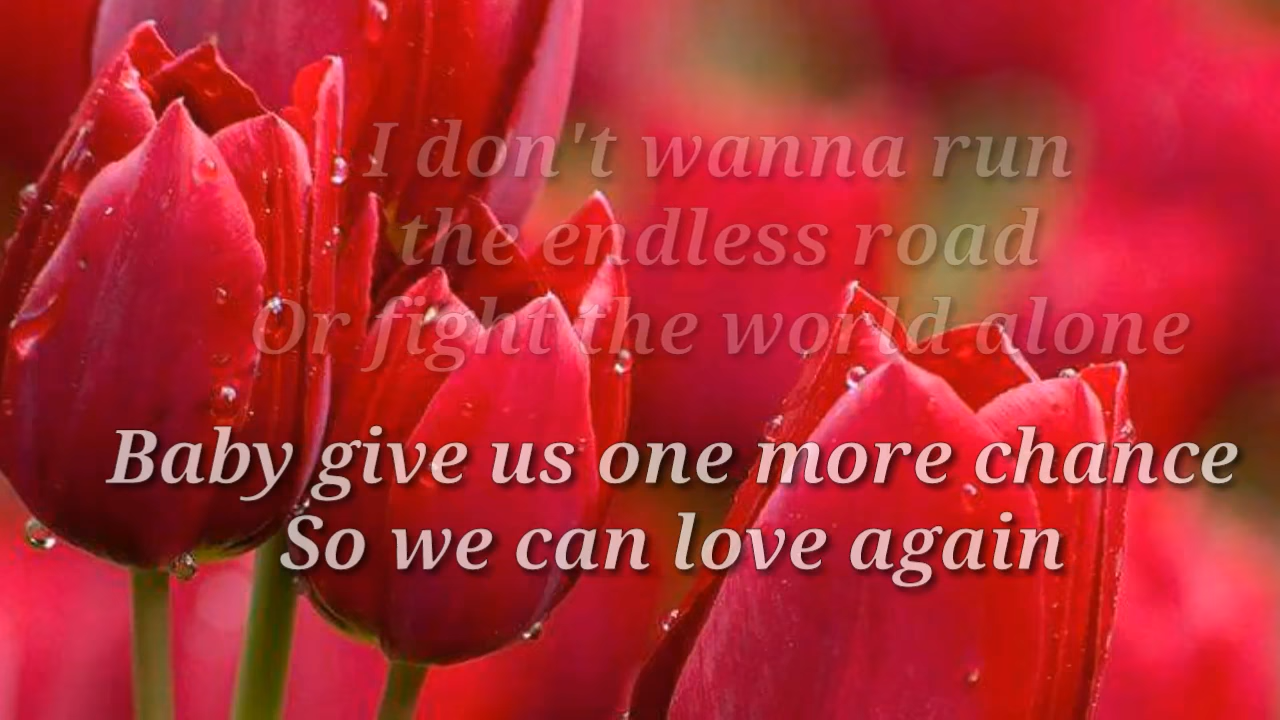 I don't wanna run
the endless road
Or fight the world alone
Baby give us one more chance
So we can love again